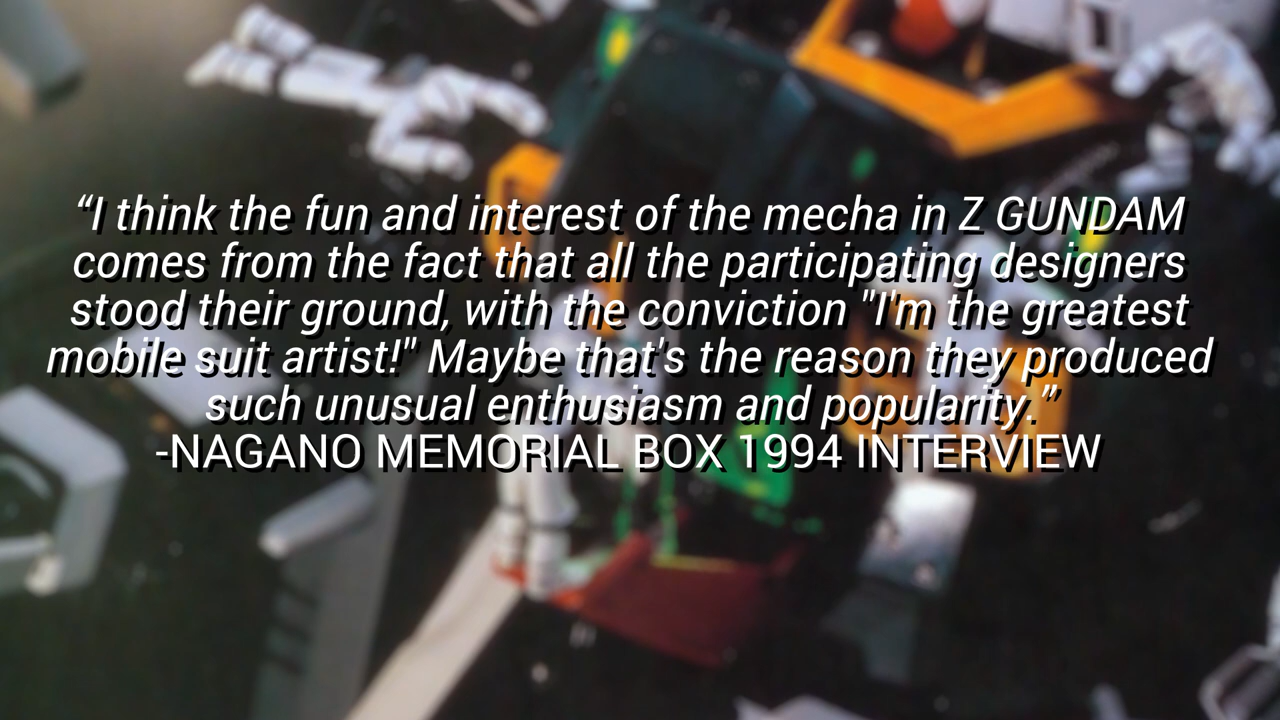 “I think the fun and interest of the mecha in Z GUNDAM
comes from the fact that all the participating designers
stood their ground, with the conviction "I'm the greatest
mobile suit artist!" Maybe that's the reason they produced
such unusual enthusiasm and popularity.”
-NAGANO MEMORIAL BOX 1994 INTERVIEW